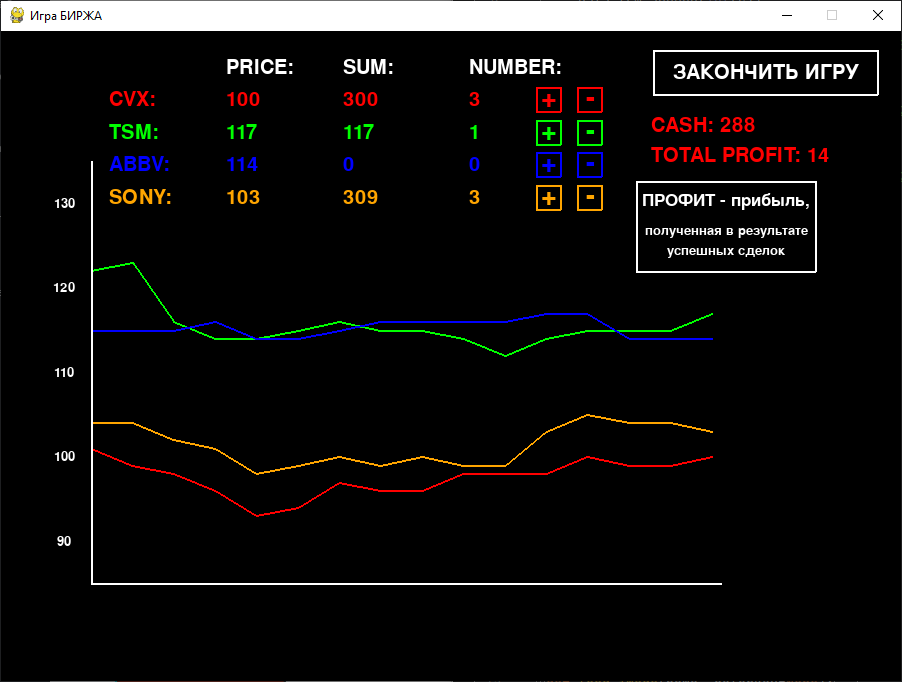 Игра БИРЖА
PRICE: SUM: NUMBER:
ЗАКОНЧИТЬ ИГРУ
CVX: 100 300 3 + -
TSM: 117 117 1 + -
ABBV: 114 0 0 + -
SONY: 103 309 3 + -
CASH: 288
TOTAL PROFIT: 14
ПРОФИТ - прибыль,
полученная в результате
успешных сделок
130
120
110
100
90